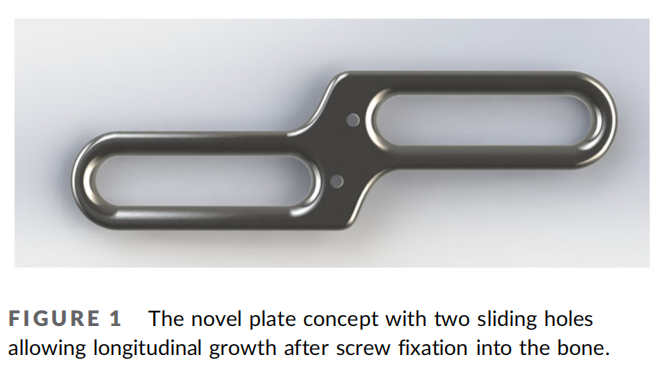 FIGURE 1 The novel plate concept with two sliding holes
allowing longitudinal growth after screw fixation into the bone.